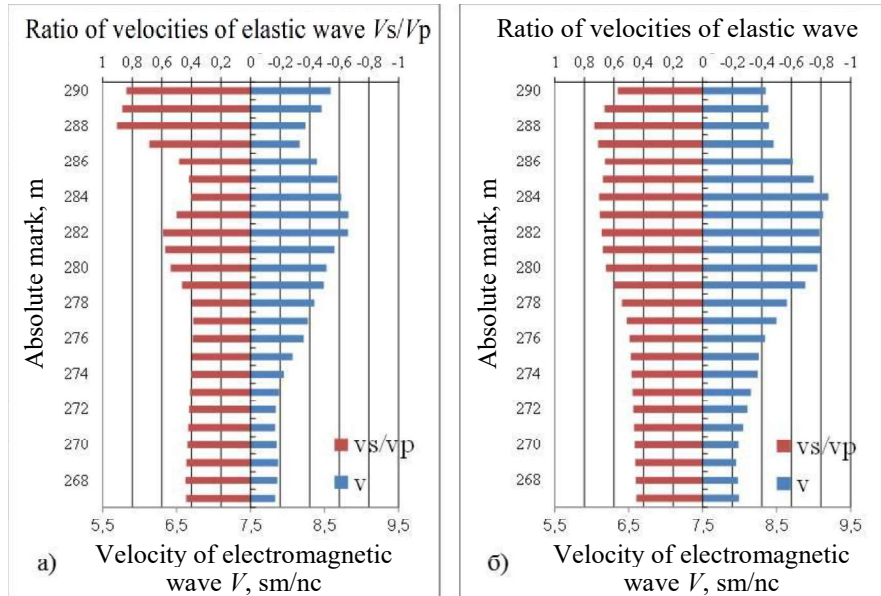 Ratio of velocities of elastic wave Vs/Vp
1 0,8 0,6 0,4 0,2 0 -0,2 -0,4 -0,6 -0,8 -1
290
288
286
284
282
280
278
276
274
272
270
268
Absolute mark, m
vs/vp
v
5,5 6,5 7,5 8,5 9,5
а) Velocity of electromagnetic
wave V, sm/nc
Ratio of velocities of elastic wave
1 0,8 0,6 0,4 0,2 0 -0,2 -0,4 -0,6 -0,8 -1
290
288
286
284
282
280
278
276
274
272
270
268
Absolute mark, m
vs/vp
v
5,5 6,5 7,5 8,5 9,5
б) Velocity of electromagnetic
wave V, sm/nc